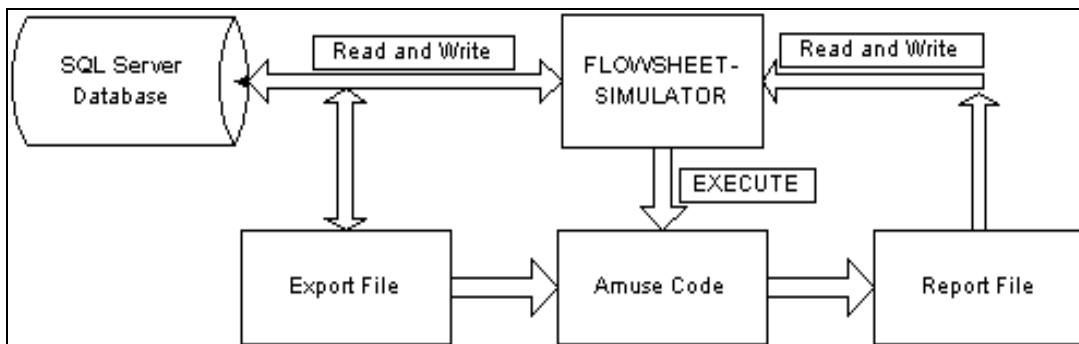 SQL Server
Database
Read and Write
FLOWSHEET-
SIMULATOR
Read and Write
EXECUTE
Export File
Amuse Code
Report File